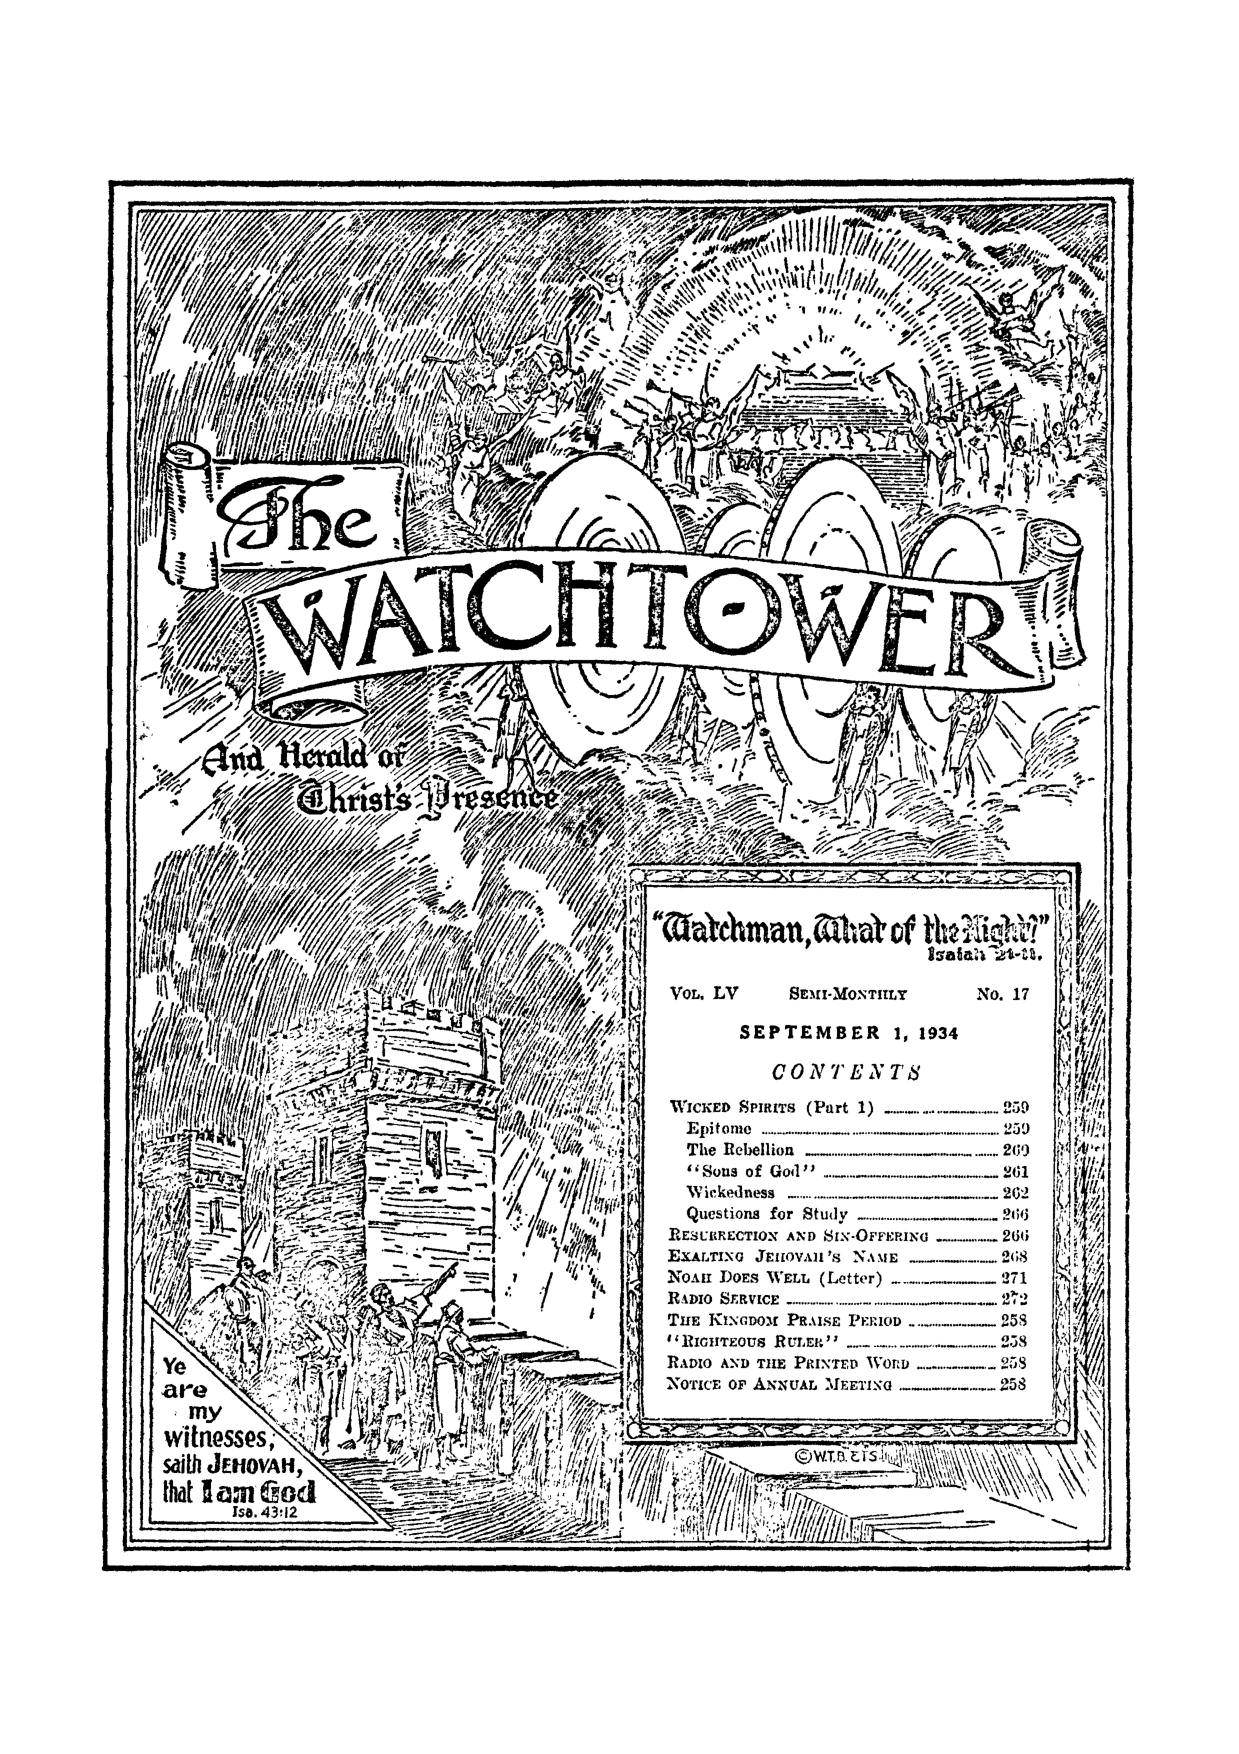 The
WATCHTOWER
And Herald of
Christ's Presence
"Watchman, What of the Night?"
Isaiah 21-11.
VOL. LV SEMI-MONTHLY No. 17
SEPTEMBER 1, 1934
CONTENTS
WICKED SPIRITS (Part 1) 259
Epitome 259
The Rebellion 260
"Sons of God" 261
Wickedness 262
Questions for Study 266
RESURRECTION AND SIN-OFFERING 266
EXALTING JEHOVAH'S NAME 268
NOAH DOES WELL (Letter) 271
RADIO SERVICE 272
THE KINGDOM PRAISE PERIOD 258
"RIGHTEOUS RULER" 258
RADIO AND THE PRINTED WORD 258
NOTICE OF ANNUAL MEETING 258
©W.T.B. & T.S.
Ye
are
my
witnesses,
saith JEHOVAH,
that I am God
Isa. 43:12